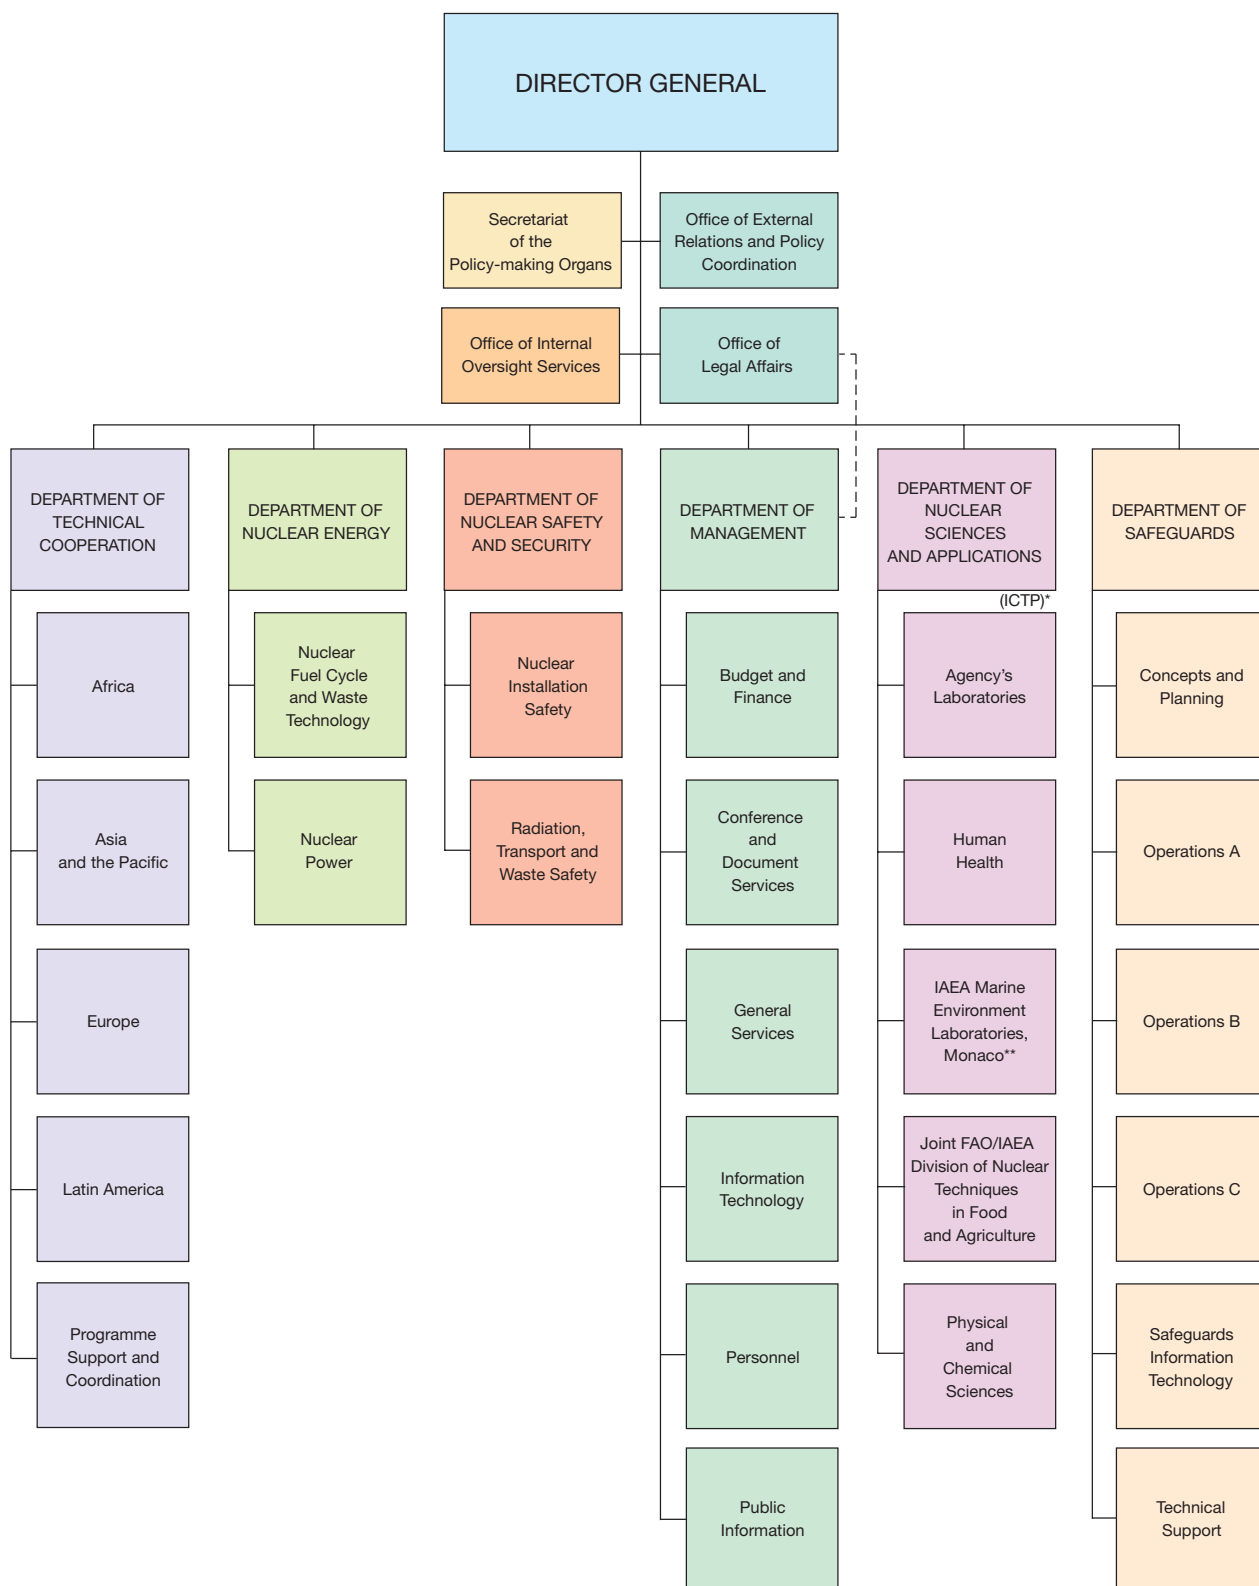 DIRECTOR GENERAL
Secretariat
of the
Policy-making Organs
Office of External
Relations and Policy
Coordination
Office of Internal
Oversight Services
Office of
Legal Affairs
DEPARTMENT OF
TECHNICAL
COOPERATION
DEPARTMENT OF
NUCLEAR ENERGY
DEPARTMENT OF
NUCLEAR SAFETY
AND SECURITY
DEPARTMENT OF
MANAGEMENT
DEPARTMENT OF
NUCLEAR
SCIENCES
AND APPLICATIONS
DEPARTMENT OF
SAFEGUARDS
(ICTP)*
Africa
Nuclear
Fuel Cycle
and Waste
Technology
Nuclear
Installation
Safety
Budget and
Finance
Agency's
Laboratories
Concepts and
Planning
Asia
and the Pacific
Nuclear
Power
Radiation,
Transport and
Waste Safety
Conference
and
Document
Services
Human
Health
Operations A
Europe
General
Services
IAEA Marine
Environment
Laboratories,
Monaco**
Operations B
Latin America
Information
Technology
Joint FAO/IAEA
Division of Nuclear
Techniques
in Food
and Agriculture
Operations C
Programme
Support and
Coordination
Personnel
Physical
and
Chemical
Sciences
Safeguards
Information
Technology
Public
Information
Technical
Support